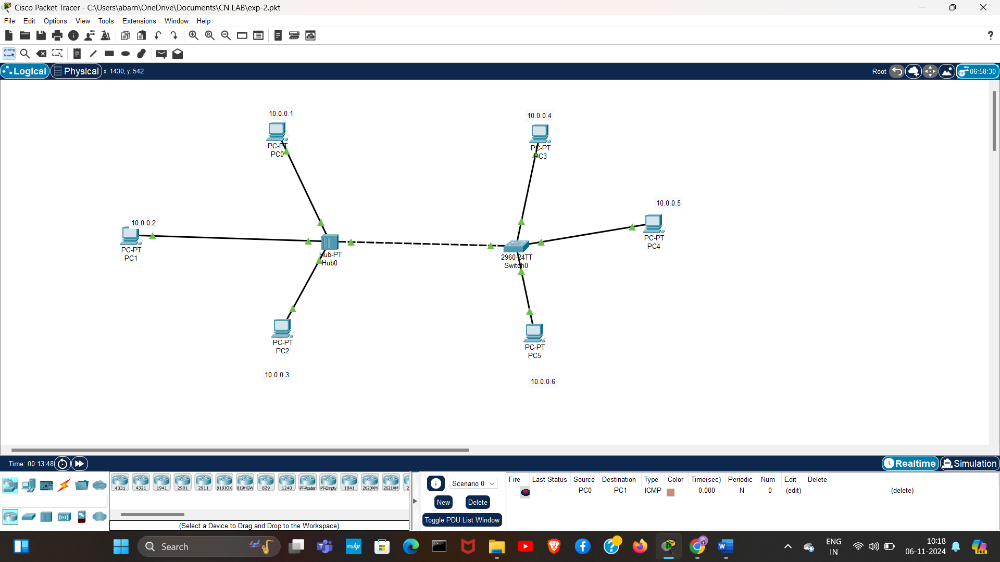 Cisco Packet Tracer - C:\Users\abarn\OneDrive\Documents\CN LAB\exp-2.pkt
File Edit Options View Tools Extensions Window Help
?
Logical Physical x: 1430, y: 542 Root 06:58:30
10.0.0.1
PC-PT
PC0
10.0.0.4
PC-PT
PC3
10.0.0.5
PC-PT
PC4
10.0.0.2
PC-PT
PC1
Hub-PT
Hub0
2960-24TT
Switch0
PC-PT
PC2
10.0.0.3
PC-PT
PC5
10.0.0.6
Time: 00:13:48 Realtime Simulation
4331 4321 1941 2901 2911 819IOX 819HGW 829 1240 PT-Router PT-Empty 1841 2620XM 2621XM 2
(Select a Device to Drag and Drop to the Workspace)
Scenario 0
New Delete
Toggle PDU List Window
Fire Last Status Source Destination Type Color Time(sec) Periodic Num Edit Delete
-- PC0 PC1 ICMP 0.000 N 0 (edit) (delete)
Search
myhp
ENG
IN
10:18
06-11-2024
PRE